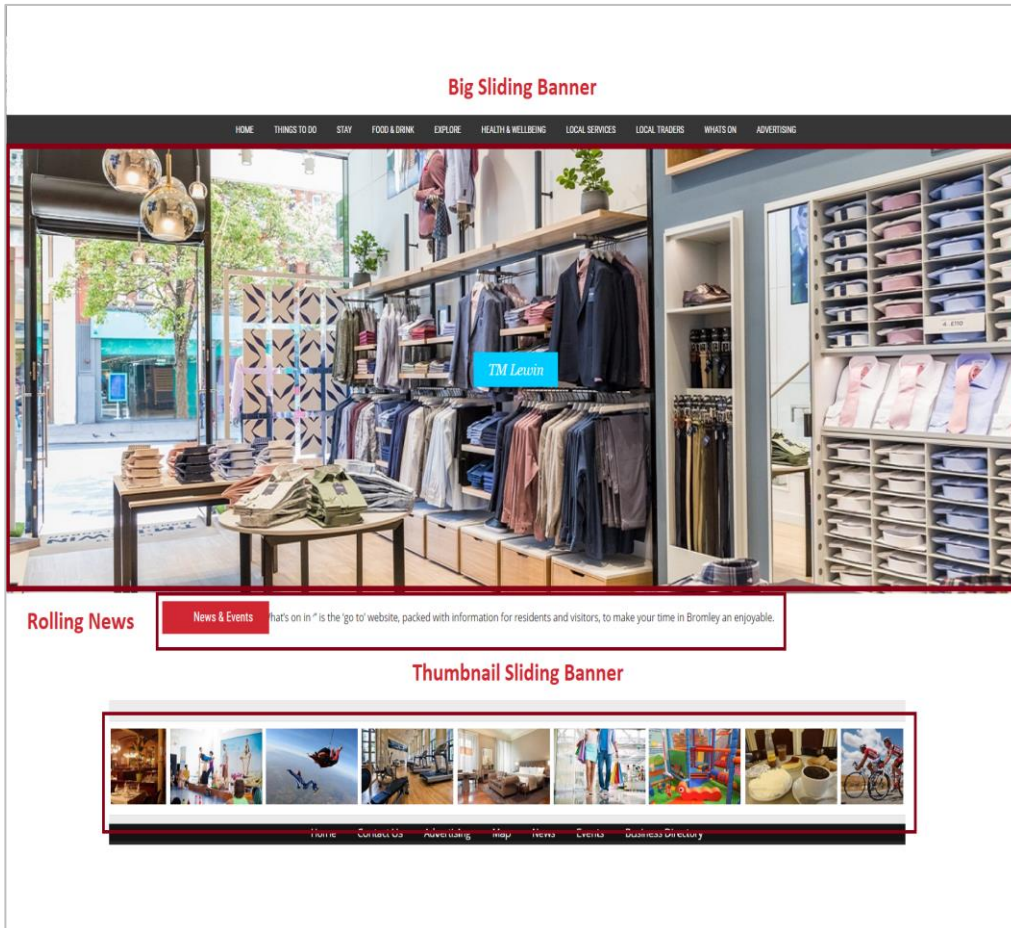 Big Sliding Banner
HOME THINGS TO DO STAY FOOD & DRINK EXPLORE HEALTH & WELLBEING LOCAL SERVICES LOCAL TRADERS WHATS ON ADVERTISING
TM Lewin
Rolling News
News & Events hat's on in -" is the 'go to' website, packed with information for residents and visitors, to make your time in Bromley an enjoyable.
Thumbnail Sliding Banner
Home Contact Us Advertising Map News Events Business Directory